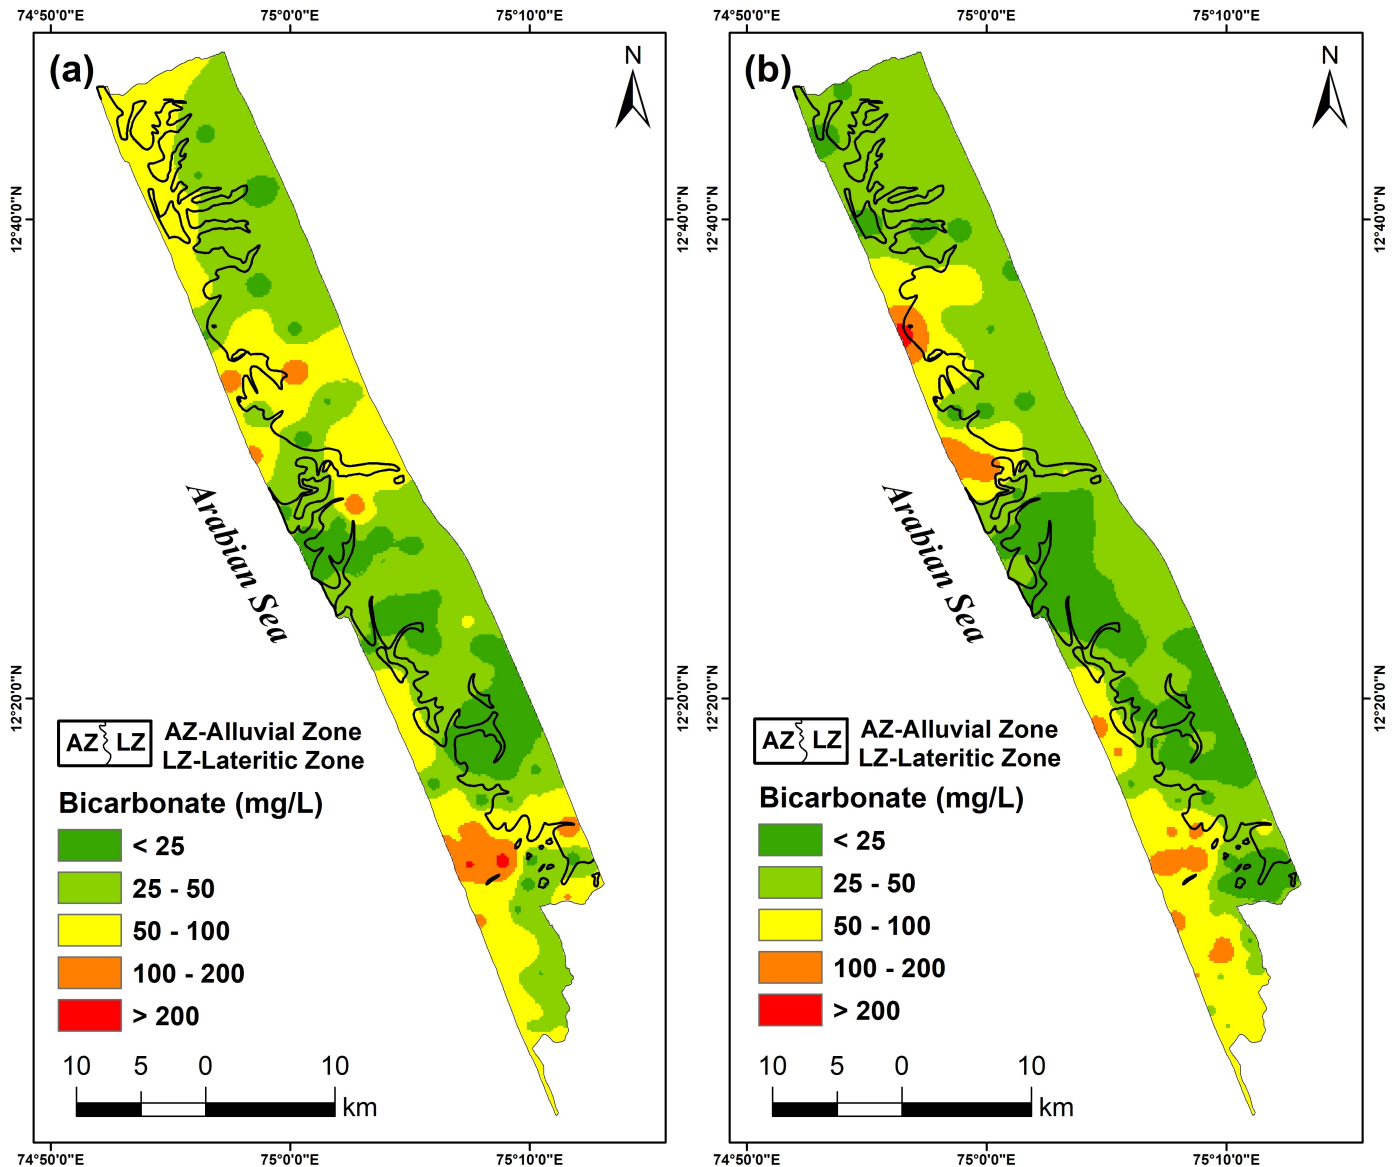 74°50'0"E 75°0'0"E 75°10'0"E
(a)
N
12°40'0"N
12°40'0"N
Arabian Sea
12°20'0"N
12°20'0"N
AZ LZ
AZ-Alluvial Zone
LZ-Lateritic Zone
Bicarbonate (mg/L)
< 25
25 - 50
50 - 100
100 - 200
> 200
10 5 0 10
km
74°50'0"E 75°0'0"E 75°10'0"E
74°50'0"E 75°0'0"E 75°10'0"E
(b)
N
12°40'0"N
12°40'0"N
Arabian Sea
12°20'0"N
12°20'0"N
AZ LZ
AZ-Alluvial Zone
LZ-Lateritic Zone
Bicarbonate (mg/L)
< 25
25 - 50
50 - 100
100 - 200
> 200
10 5 0 10
km
74°50'0"E 75°0'0"E 75°10'0"E